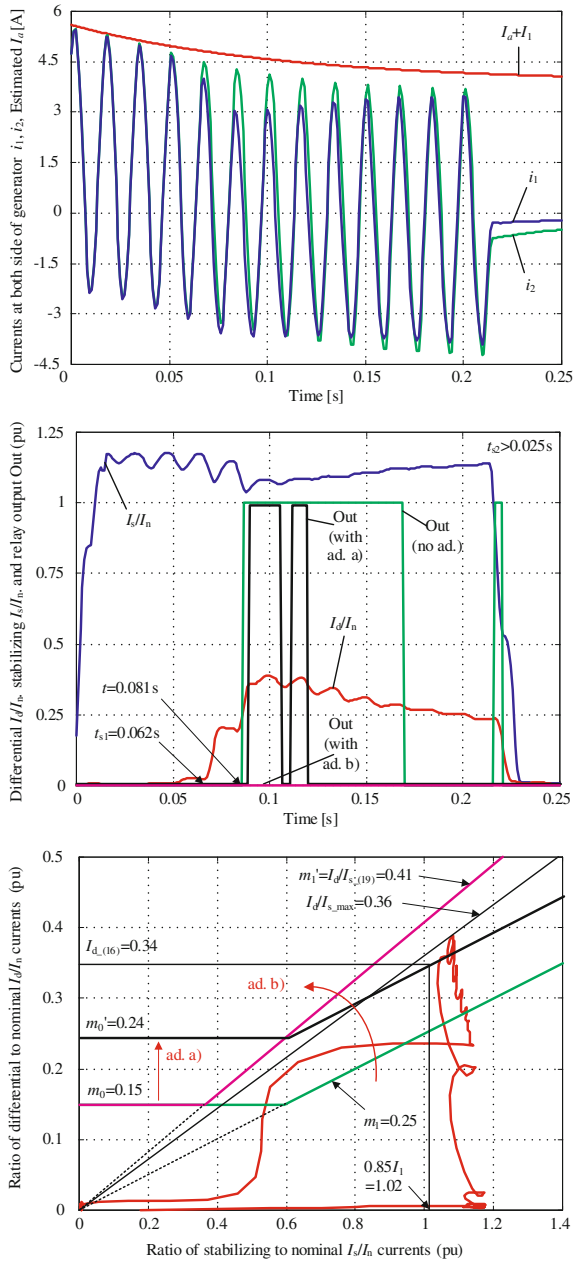 Currents at both side of generator i1, i2, Estimated Ia [A]
6
4.5
3
1.5
0
-1.5
-3
-4.5
Ia+I1
i1
i2
0
0.05
0.1
0.15
0.2
0.25
Time [s]
Differential Id/In, stabilizing Is/In, and relay output Out (pu)
1.25
1
0.75
0.5
0.25
0
ts2>0.025s
Is/In
Out
(with
ad. a)
Out
(no ad.)
Id/In
t=0.081s
ts1=0.062s
Out
(with
ad. b)
0
0.05
0.1
0.15
0.2
0.25
Time [s]
Ratio of differential to nominal Id/In currents (pu)
0.5
0.4
0.3
0.2
0.1
0
m1'=Id/Is-(19)=0.41
Id/Is_max=0.36
Id_(16)=0.34
ad. b)
m0'=0.24
ad. a)
m0=0.15
m1=0.25
0.85I1
=1.02
0
0.2
0.4
0.6
0.8
1
1.2
1.4
Ratio of stabilizing to nominal Is/In currents (pu)